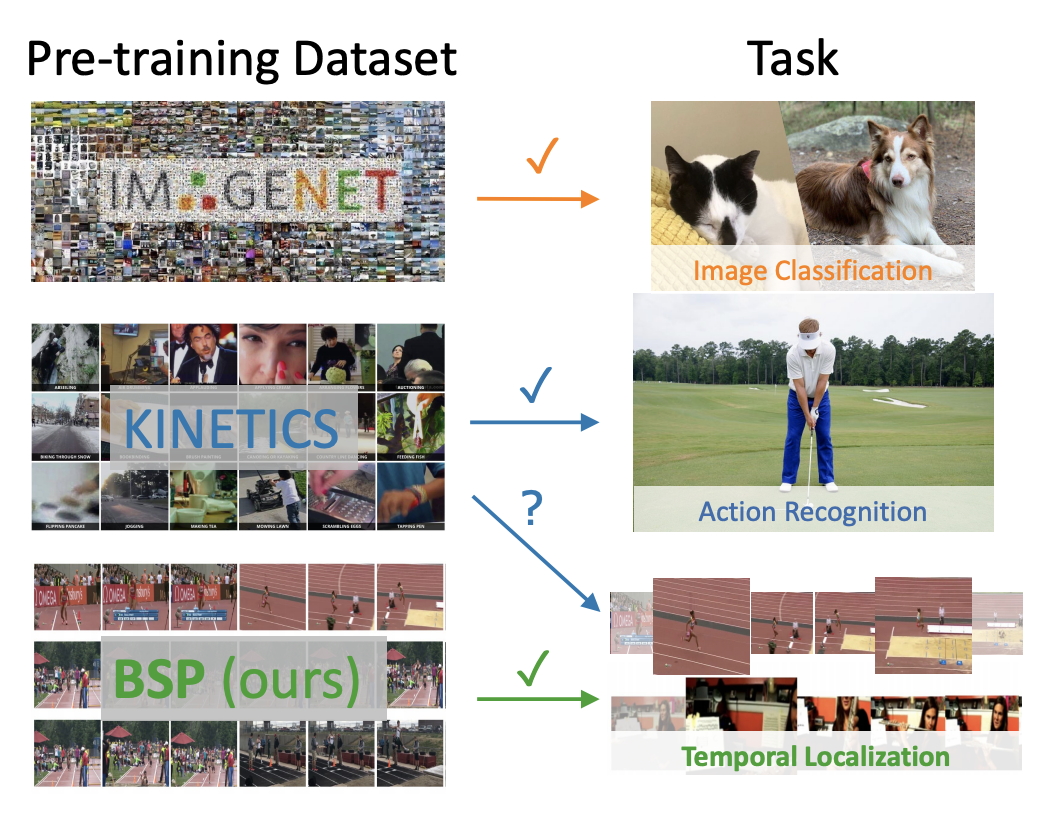 Pre-training Dataset
Task
IMAGENET
✓
Image Classification
ABSEILING
AUCTIONING
KINETICS
✓
BIKING THROUGH SNOW
FEEDING FISH
FLIPPING PANCAKE
JOGGING
MAKING TEA
MOWING LAWN
SCRAMBLING EGGS
TAPPING PEN
Action Recognition
?
OMEGA
BSP (ours)
✓
Temporal Localization